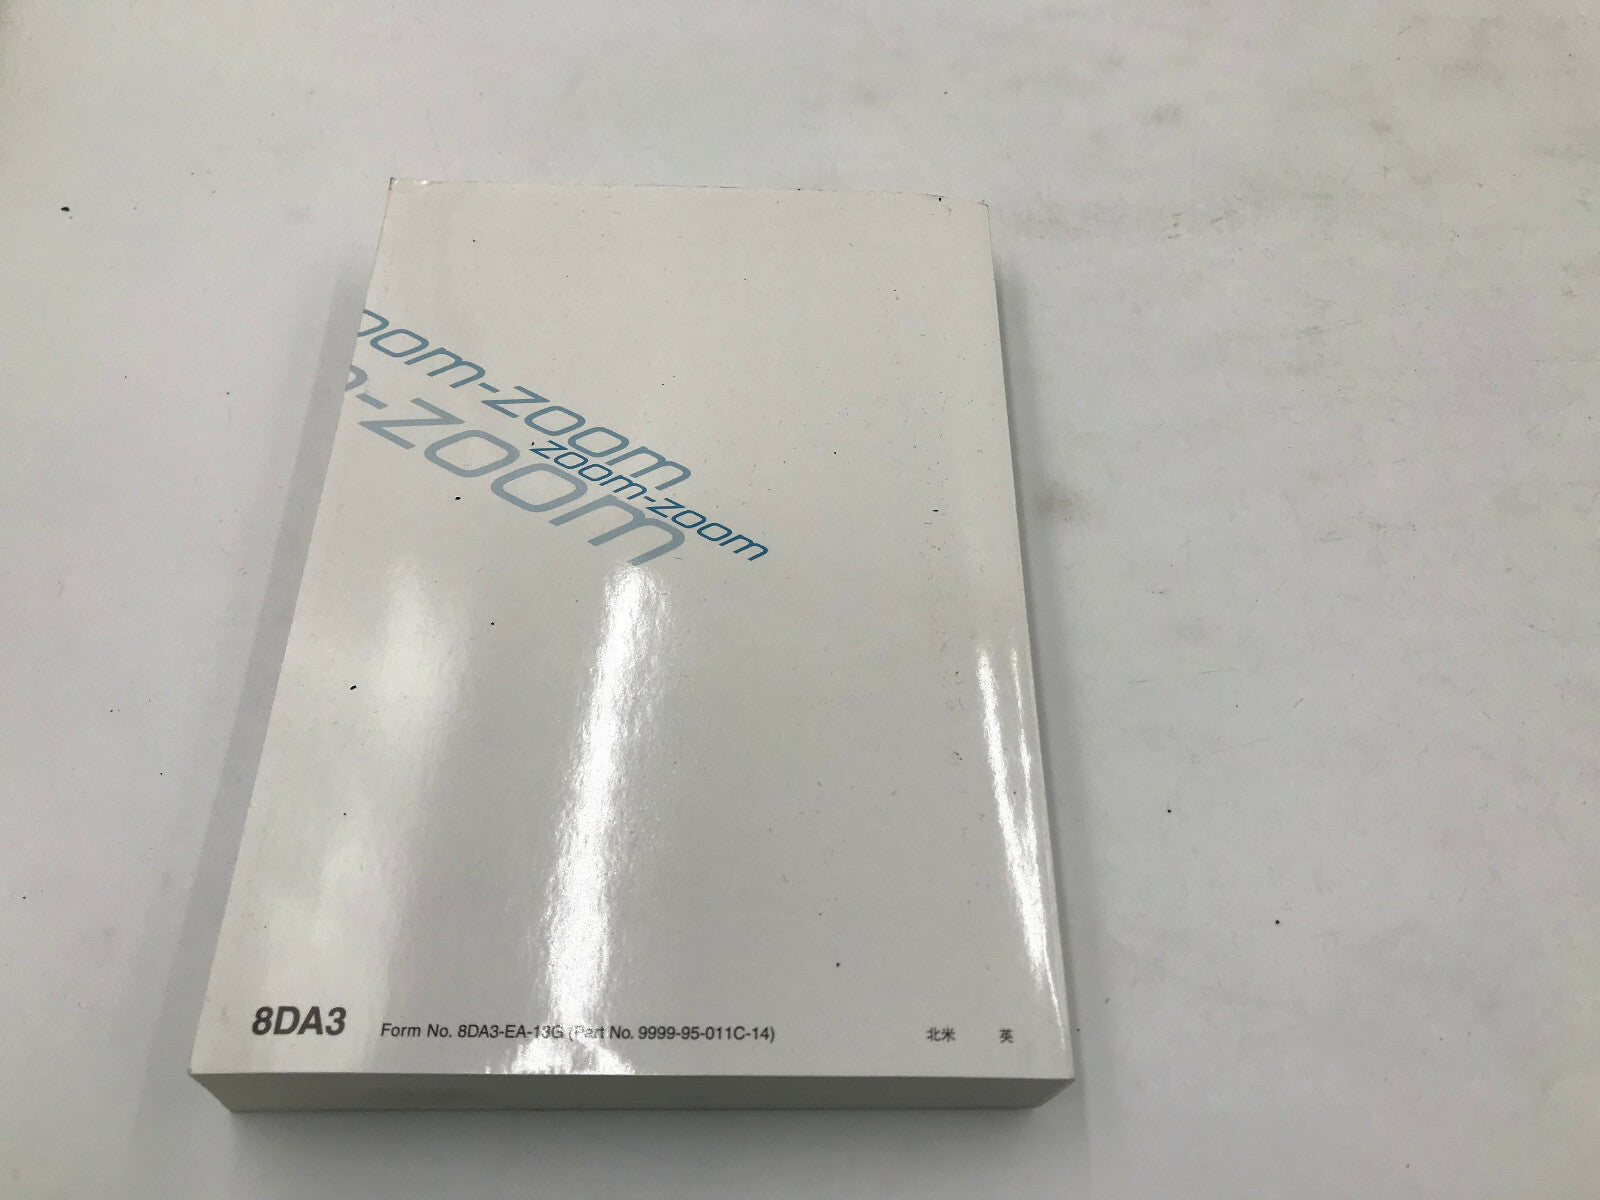 oom-zoom
zoom-zoom
-zoom
8DA3 Form No. 8DA3-EA-13G (Part No. 9999-95-011C-14) 北米 英